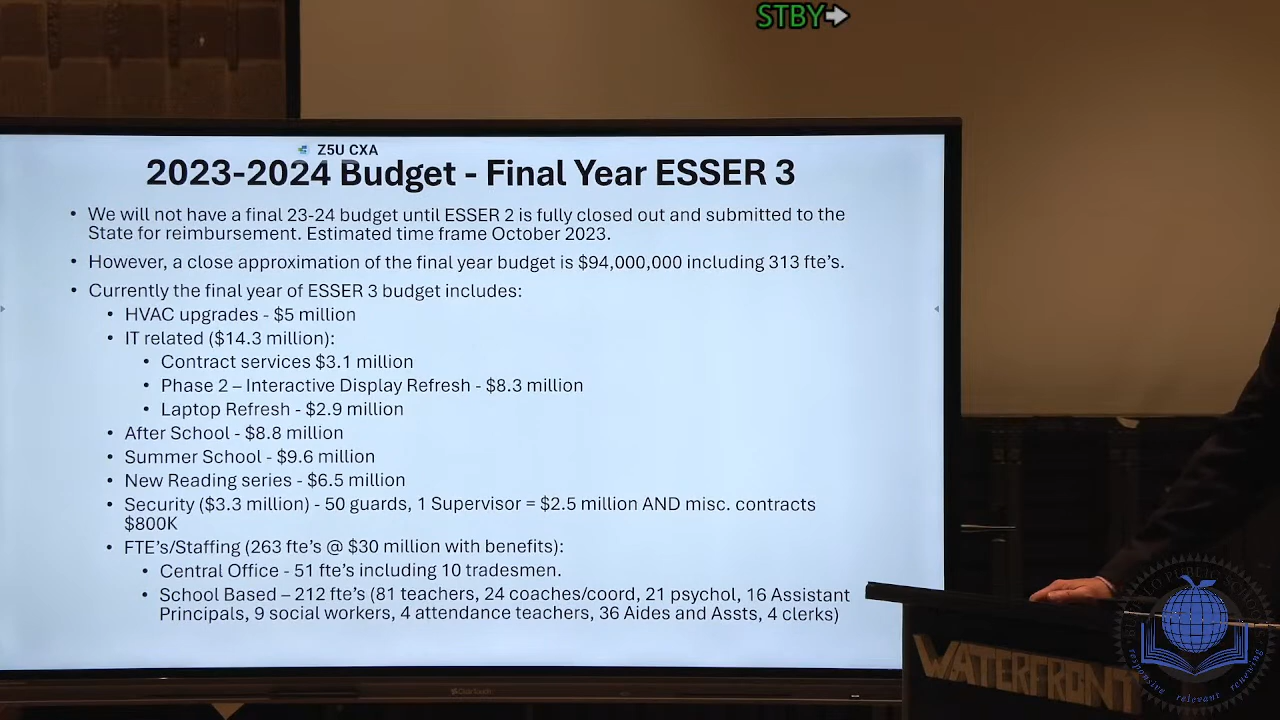 STBY
Z5U CXA
2023-2024 Budget - Final Year ESSER 3
• We will not have a final 23-24 budget until ESSER 2 is fully closed out and submitted to the
State for reimbursement. Estimated time frame October 2023.
• However, a close approximation of the final year budget is $94,000,000 including 313 fte's.
• Currently the final year of ESSER 3 budget includes:
• HVAC upgrades - $5 million
• IT related ($14.3 million):
• Contract services $3.1 million
• Phase 2 – Interactive Display Refresh - $8.3 million
• Laptop Refresh - $2.9 million
• After School - $8.8 million
• Summer School - $9.6 million
• New Reading series - $6.5 million
• Security ($3.3 million) - 50 guards, 1 Supervisor = $2.5 million AND misc. contracts
$800K
• FTE's/Staffing (263 fte's @ $30 million with benefits):
• Central Office - 51 fte's including 10 tradesmen.
• School Based – 212 fte's (81 teachers, 24 coaches/coord, 21 psychol, 16 Assistant
Principals, 9 social workers, 4 attendance teachers, 36 Aides and Assts, 4 clerks)
WATERFRONT
responsive relevant renewing